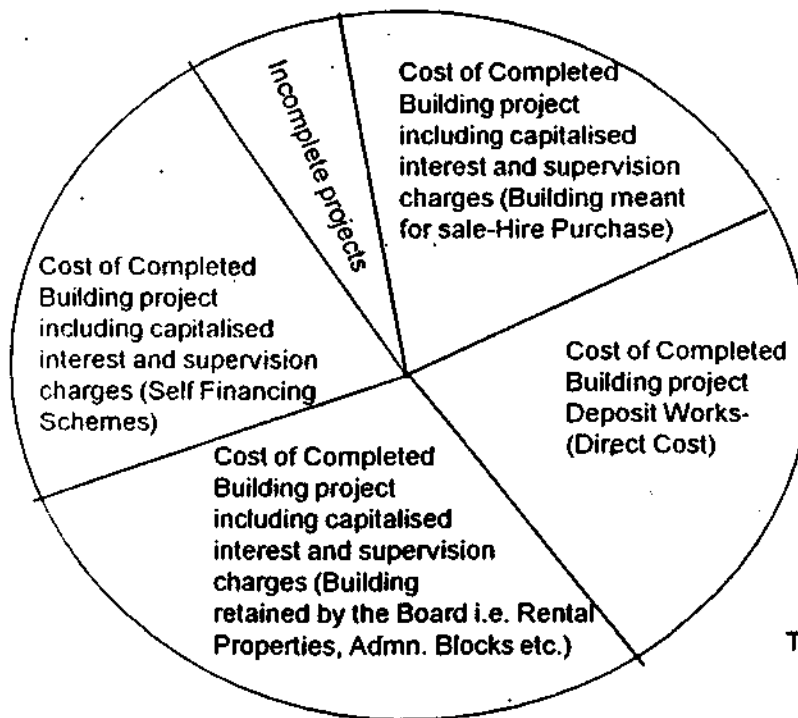 Incomplete projects
Cost of Completed
Building project
including capitalised
interest and supervision
charges (Building meant
for sale-Hire Purchase)
Cost of Completed
Building project
including capitalised
interest and supervision
charges (Self Financing
Schemes)
Cost of Completed
Building project
Deposit Works-
(Direct Cost)
Cost of Completed
Building project
including capitalised
interest and supervision
charges (Building
retained by the Board i.e. Rental
Properties, Admn. Blocks etc.)
T